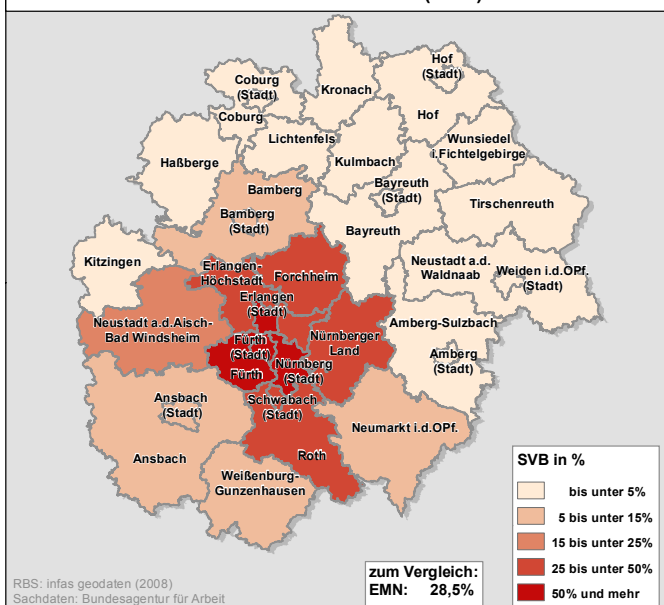 Hof
(Stadt)
Coburg
(Stadt)
Kronach
Coburg
Hof
Lichtenfels
Wunsiedel
i.Fichtelgebirge
Haßberge
Kulmbach
Bamberg
Bayreuth
(Stadt)
Tirschenreuth
Bamberg
(Stadt)
Bayreuth
Kitzingen
Erlangen-
Höchstadt
Forchheim
Neustadt a.d.
Waldnaab
Weiden i.d.OPf.
(Stadt)
Erlangen
(Stadt)
Neustadt a.d.Aisch-
Bad Windsheim
Nürnberger
Land
Amberg-Sulzbach
Fürth
(Stadt)
Amberg
(Stadt)
Fürth
Nürnberg
(Stadt)
Ansbach
(Stadt)
Schwabach
(Stadt)
Neumarkt i.d.OPf.
Ansbach
Roth
Weißenburg-
Gunzenhausen
SVB in %
bis unter 5%
5 bis unter 15%
15 bis unter 25%
25 bis unter 50%
50% und mehr
zum Vergleich:
EMN: 28,5%
RBS: infas geodaten (2008)
Sachdaten: Bundesagentur für Arbeit